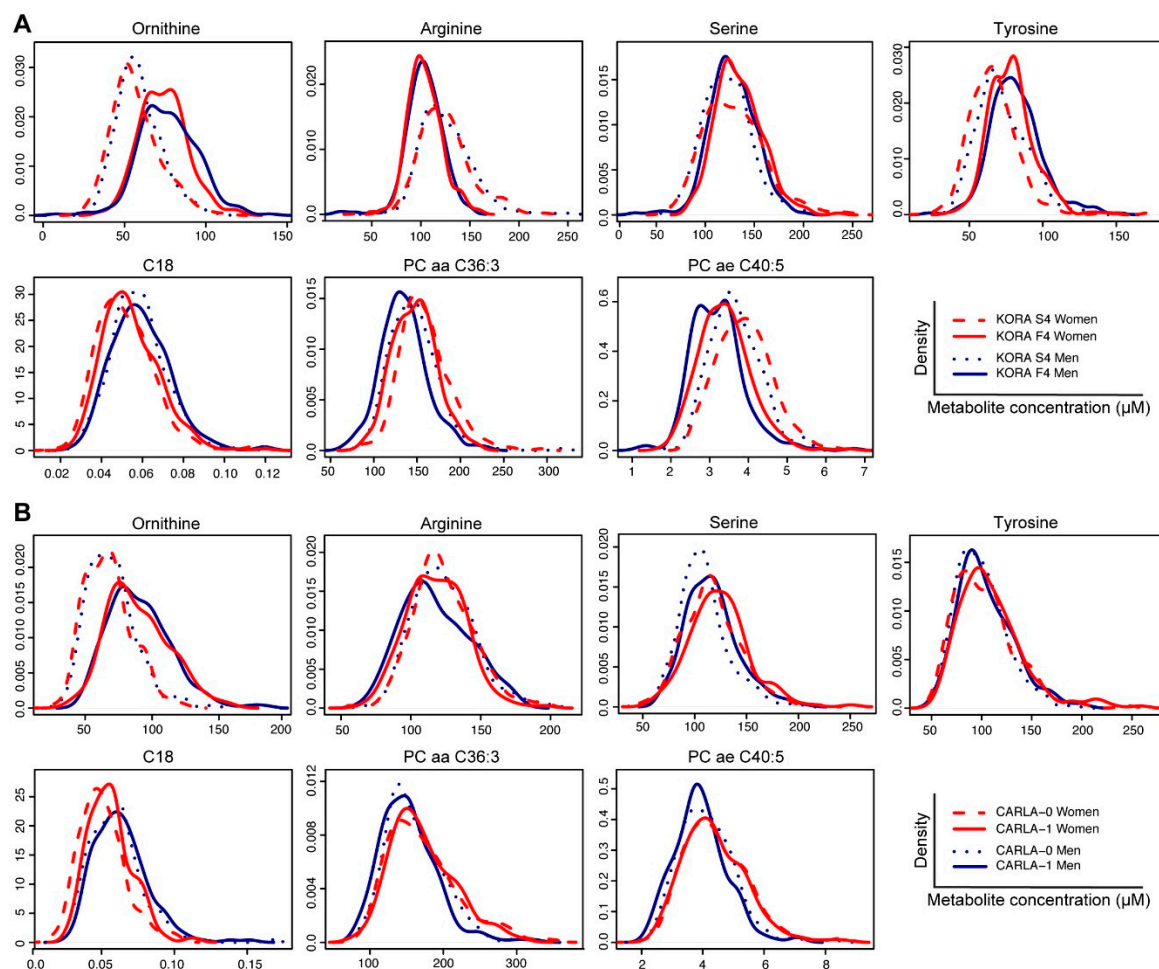 A
Ornithine
0.0 0.010 0.020 0.030
0 50 100 150
Arginine
0.000 0.010 0.020
50 100 150 200 250
Serine
0.000 0.005 0.010 0.015
0 50 100 150 200 250
Tyrosine
0.0 0.010 0.020 0.030
50 100 150
C18
0 5 10 15 20 25 30
0.02 0.04 0.06 0.08 0.10 0.12
PC aa C36:3
0.0 0.005 0.010 0.015
50 100 150 200 250 300
PC ae C40:5
0.0 0.2 0.4 0.6
1 2 3 4 5 6 7
Density
KORA S4 Women
KORA F4 Women
KORA S4 Men
KORA F4 Men
Metabolite concentration (µM)
B
Ornithine
0.000 0.005 0.010 0.015 0.020
50 100 150 200
Arginine
0.000 0.005 0.010 0.015 0.020
50 100 150 200
Serine
0.000 0.005 0.010 0.015 0.020
50 100 150 200 250
Tyrosine
0.000 0.005 0.010 0.015
50 100 150 200 250
C18
0 5 10 15 20 25
0.0 0.05 0.10 0.15
PC aa C36:3
0.000 0.004 0.008 0.012
100 200 300
PC ae C40:5
0.0 0.1 0.2 0.3 0.4 0.5
2 4 6 8
Density
CARLA-0 Women
CARLA-1 Women
CARLA-0 Men
CARLA-1 Men
Metabolite concentration (µM)